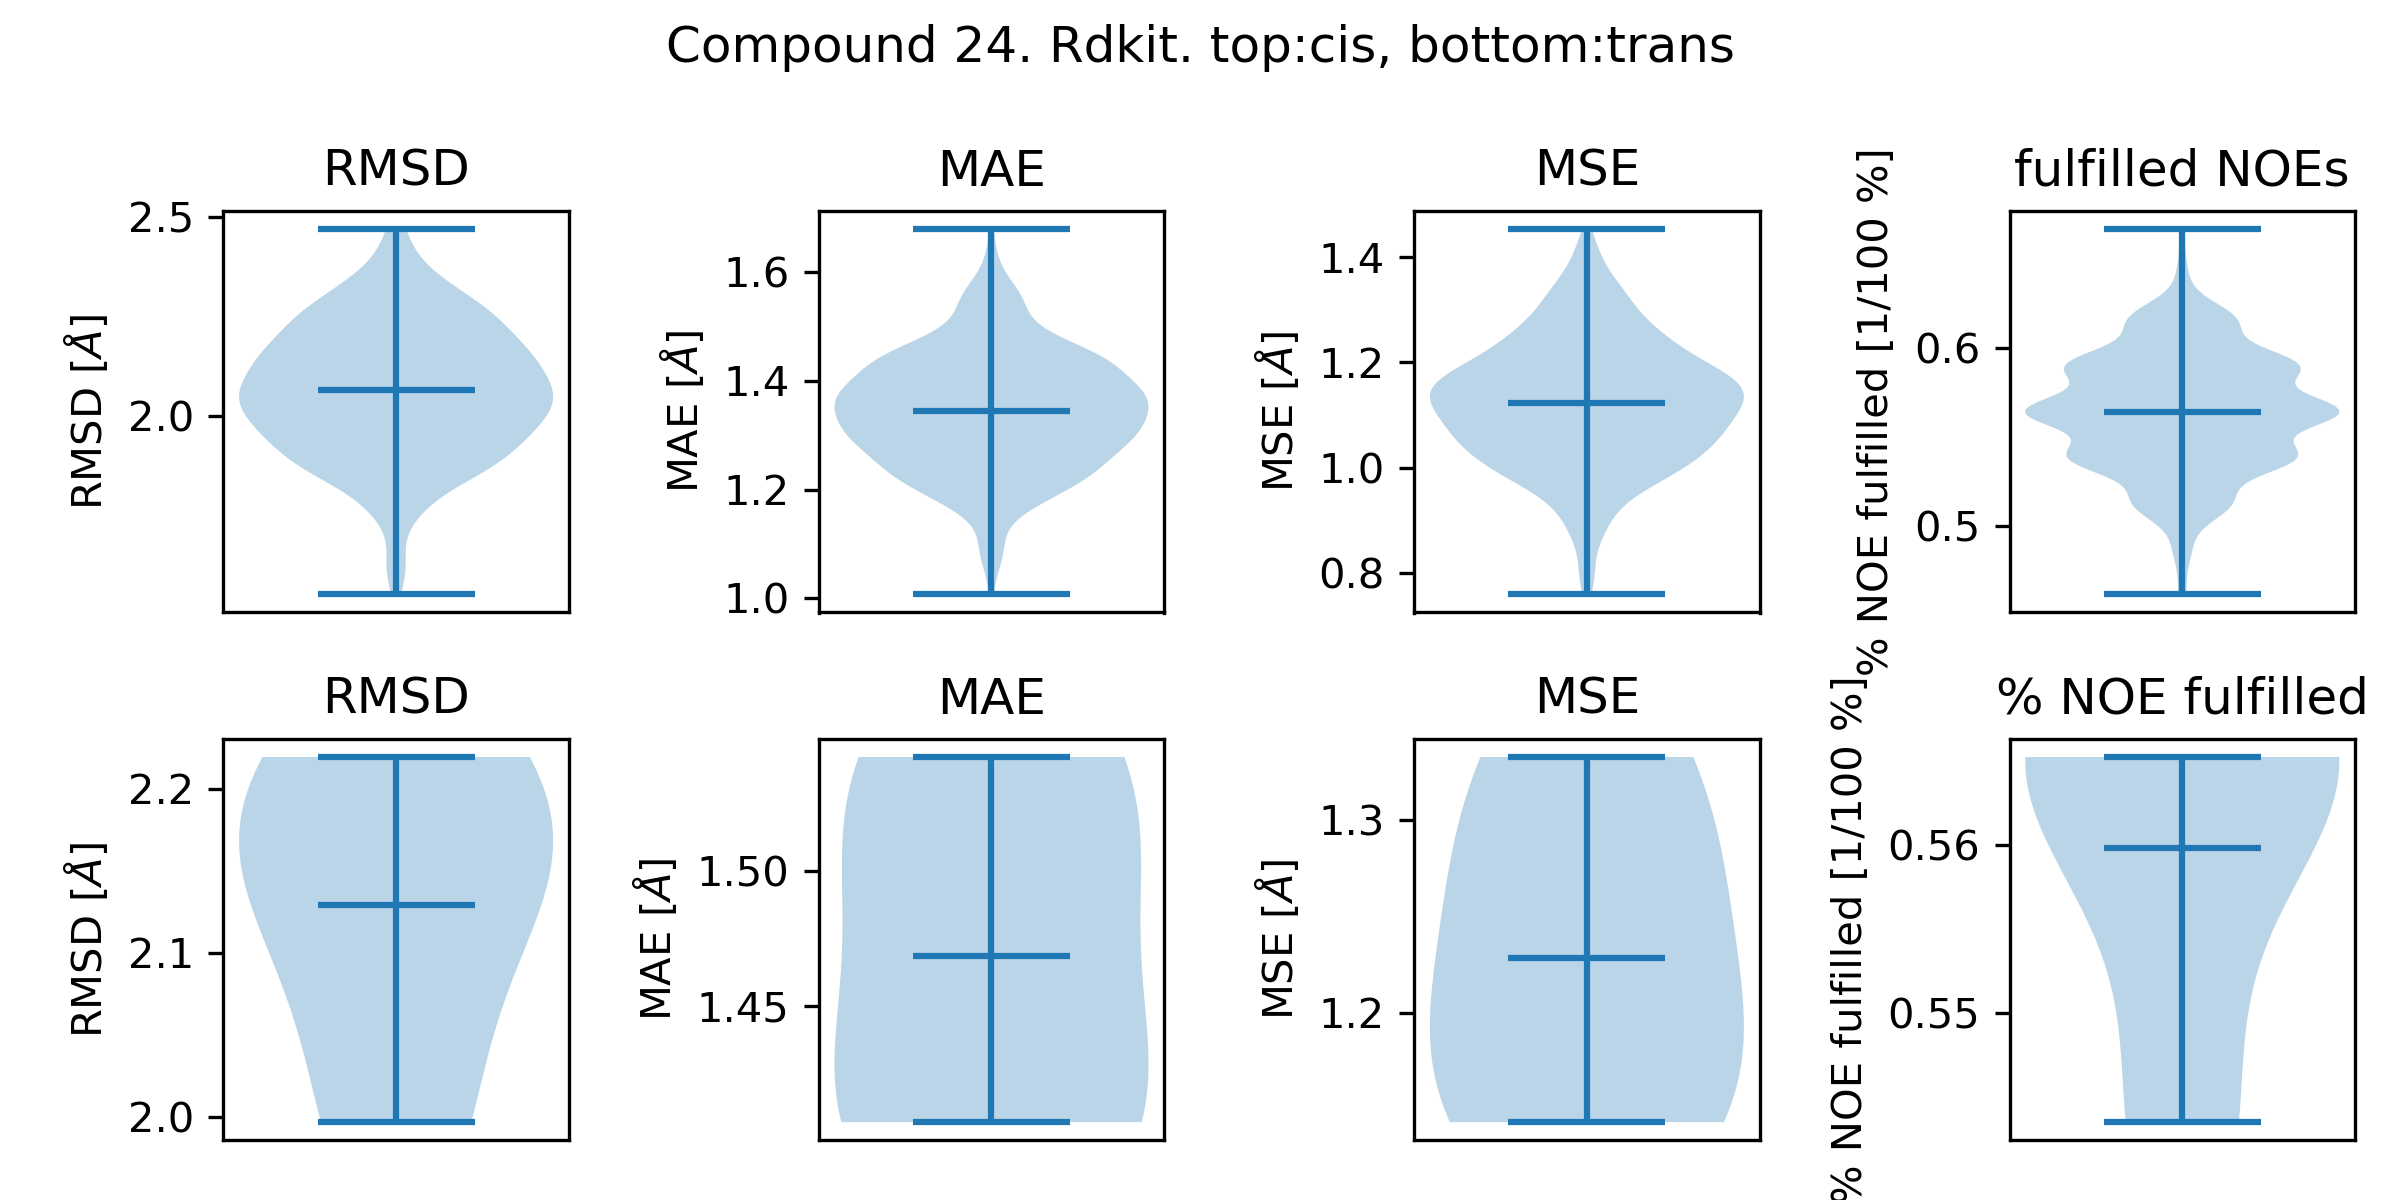 Compound 24. Rdkit. top:cis, bottom:trans
RMSD
RMSD [Å]
2.5
2.0
MAE
MAE [Å]
1.6
1.4
1.2
1.0
MSE
MSE [Å]
1.4
1.2
1.0
0.8
fulfilled NOEs
% NOE fulfilled [1/100 %]
0.6
0.5
RMSD
RMSD [Å]
2.2
2.1
2.0
MAE
MAE [Å]
1.50
1.45
MSE
MSE [Å]
1.3
1.2
% NOE fulfilled
% NOE fulfilled [1/100 %]
0.56
0.55